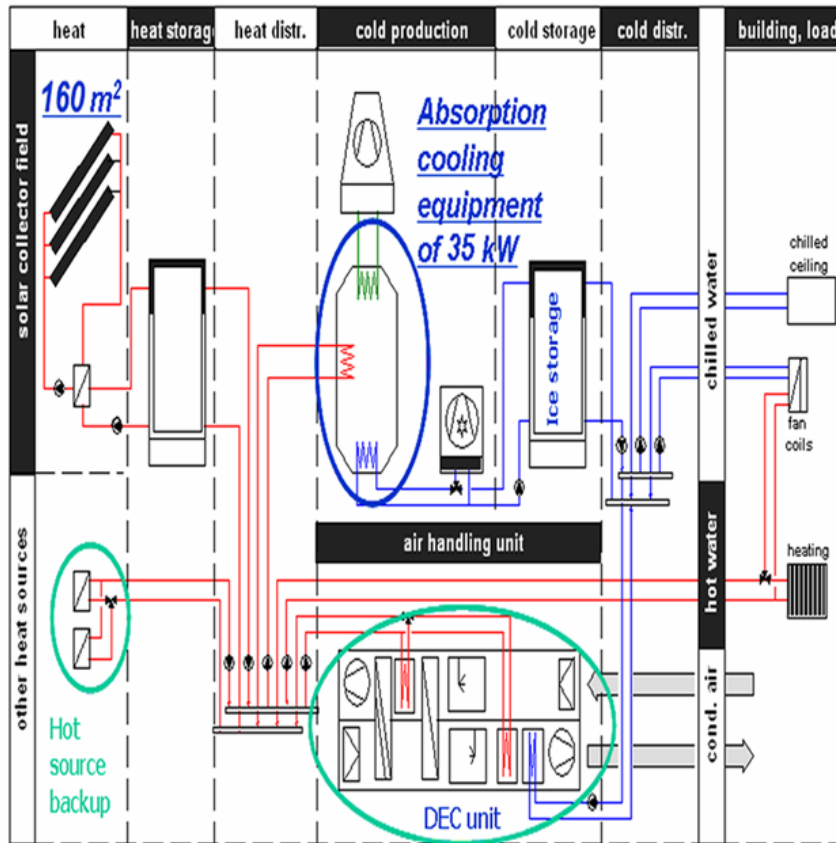 heat
heat storage
heat distr.
cold production
cold storage
cold distr.
building, load
solar collector field
160 m²
Absorption
cooling
equipment
of 35 kW
Ice storage
chilled water
chilled
ceiling
fan
coils
other heat sources
air handling unit
hot water
heating
Hot
source
backup
DEC unit
cond. air